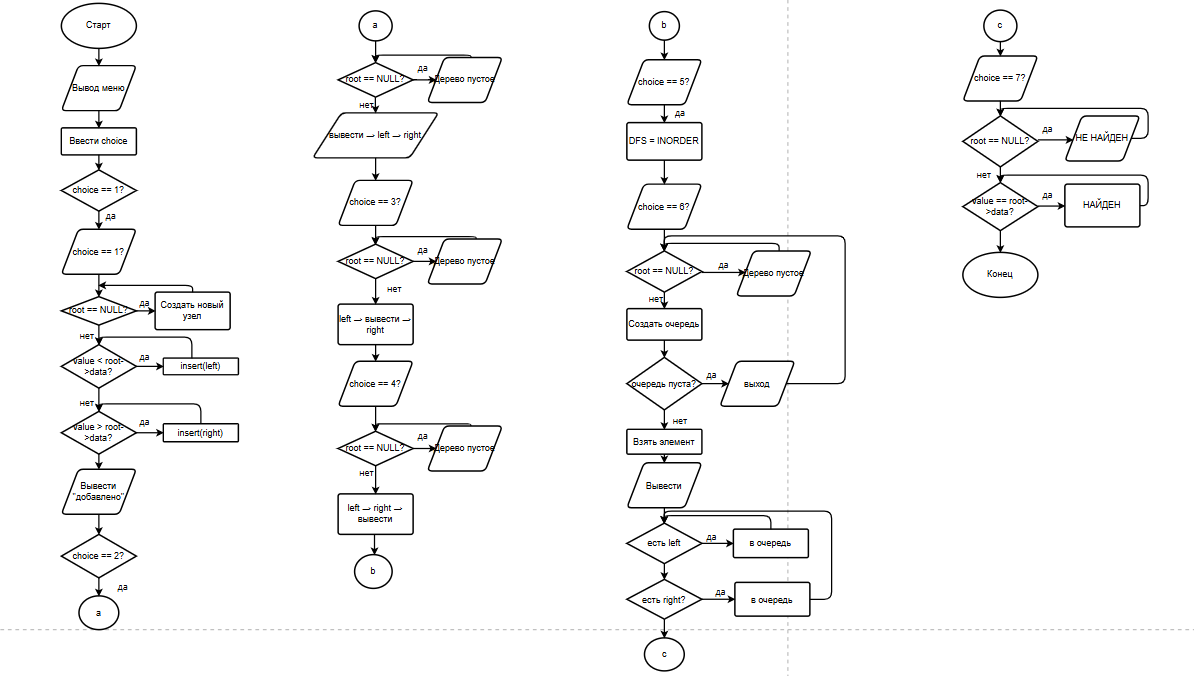 Старт
Вывод меню
Ввести choice
choice == 1?
да
choice == 1?
root == NULL?
да
Создать новый
узел
нет
value < root-
>data?
да
insert(left)
нет
value > root-
>data?
да
insert(right)
Вывести
"добавлено"
choice == 2?
да
a
a
root == NULL?
да
Дерево пустое
нет
вывести → left → right
choice == 3?
root == NULL?
да
Дерево пустое
нет
left → вывести →
right
choice == 4?
root == NULL?
да
Дерево пустое
нет
left → right →
вывести
b
b
choice == 5?
да
DFS = INORDER
choice == 6?
root == NULL?
да
Дерево пустое
нет
Создать очередь
очередь пуста?
да
выход
нет
Взять элемент
Вывести
есть left
да
в очередь
есть right?
да
в очередь
c
c
choice == 7?
root == NULL?
да
НЕ НАЙДЕН
нет
value == root-
>data?
да
НАЙДЕН
Конец